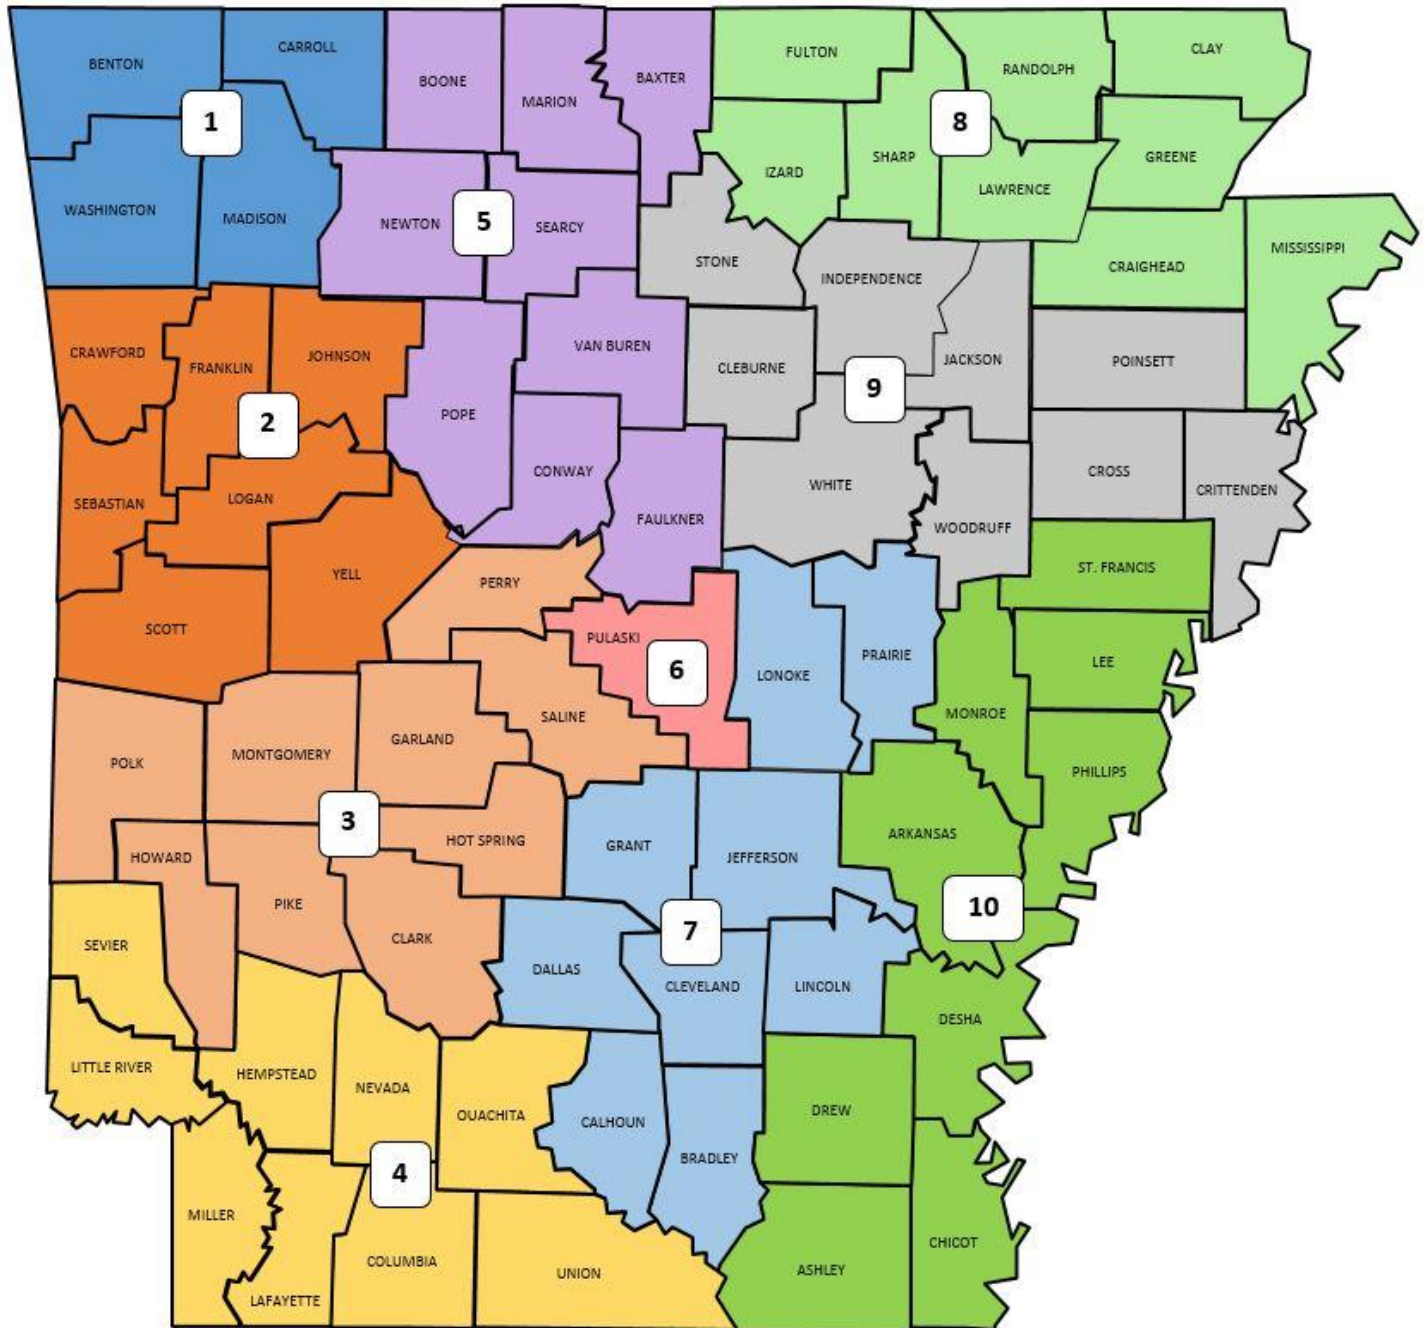 BENTON
CARROLL
BOONE
MARION
BAXTER
FULTON
RANDOLPH
CLAY
1
8
WASHINGTON
MADISON
NEWTON
5
SEARCY
IZARD
SHARP
LAWRENCE
GREENE
STONE
INDEPENDENCE
CRAIGHEAD
MISSISSIPPI
CRAWFORD
FRANKLIN
JOHNSON
VAN BUREN
CLEBURNE
JACKSON
POINSETT
2
POPE
9
SEBASTIAN
LOGAN
CONWAY
FAULKNER
WHITE
WOODRUFF
CROSS
CRITTENDEN
YELL
PERRY
ST. FRANCIS
SCOTT
PULASKI
6
LONOKE
PRAIRIE
LEE
POLK
MONTGOMERY
GARLAND
SALINE
MONROE
PHILLIPS
3
HOWARD
HOT SPRING
GRANT
JEFFERSON
ARKANSAS
PIKE
CLARK
10
SEVIER
7
DALLAS
CLEVELAND
LINCOLN
DESHA
LITTLE RIVER
HEMPSTEAD
NEVADA
OUACHITA
CALHOUN
BRADLEY
DREW
4
MILLER
LAFAYETTE
COLUMBIA
UNION
ASHLEY
CHICOT